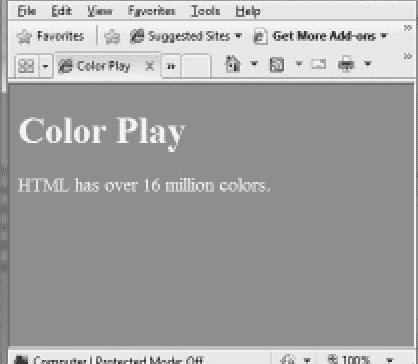 File Edit View Favorites Tools Help
Favorites Suggested Sites Get More Add-ons »
Color Play » »
Color Play
HTML has over 16 million colors.
Computer | Protected Mode: Off 100%